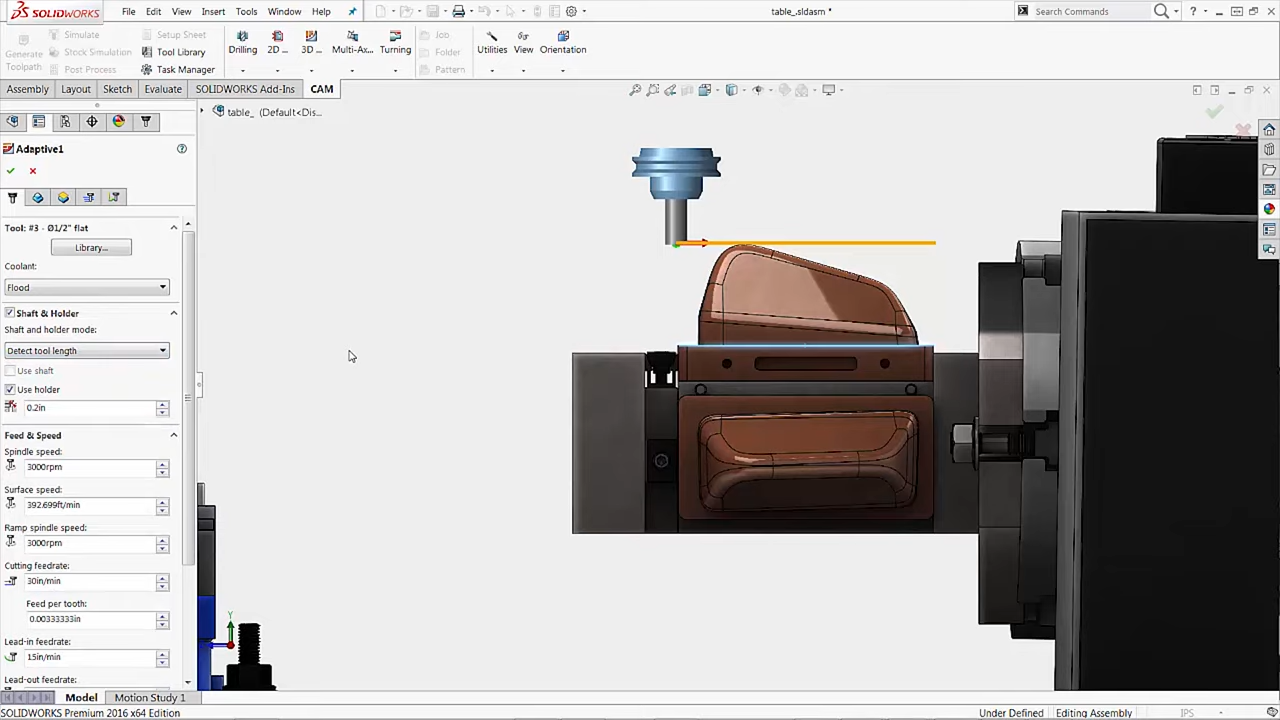 SOLIDWORKS File Edit View Insert Tools Window Help table_.sldasm * Search Commands
Generate Toolpath
Simulate
Stock Simulation
Post Process
Setup Sheet
Tool Library
Task Manager
Drilling 2D ... 3D ... Multi-Ax... Turning
Job
Folder
Pattern
Utilities View Orientation
Assembly Layout Sketch Evaluate SOLIDWORKS Add-Ins CAM
table_ (Default<Dis...
Adaptive1
Tool: #3 - Ø1/2" flat
Library...
Coolant:
Flood
Shaft & Holder
Shaft and holder mode:
Detect tool length
Use shaft
Use holder
0.2in
Feed & Speed
Spindle speed:
3000rpm
Surface speed:
392.699ft/min
Ramp spindle speed:
3000rpm
Cutting feedrate:
30in/min
Feed per tooth:
0.00333333in
Lead-in feedrate:
15in/min
Lead-out feedrate:
Y
Model Motion Study 1
SOLIDWORKS Premium 2016 x64 Edition Under Defined Editing Assembly IPS